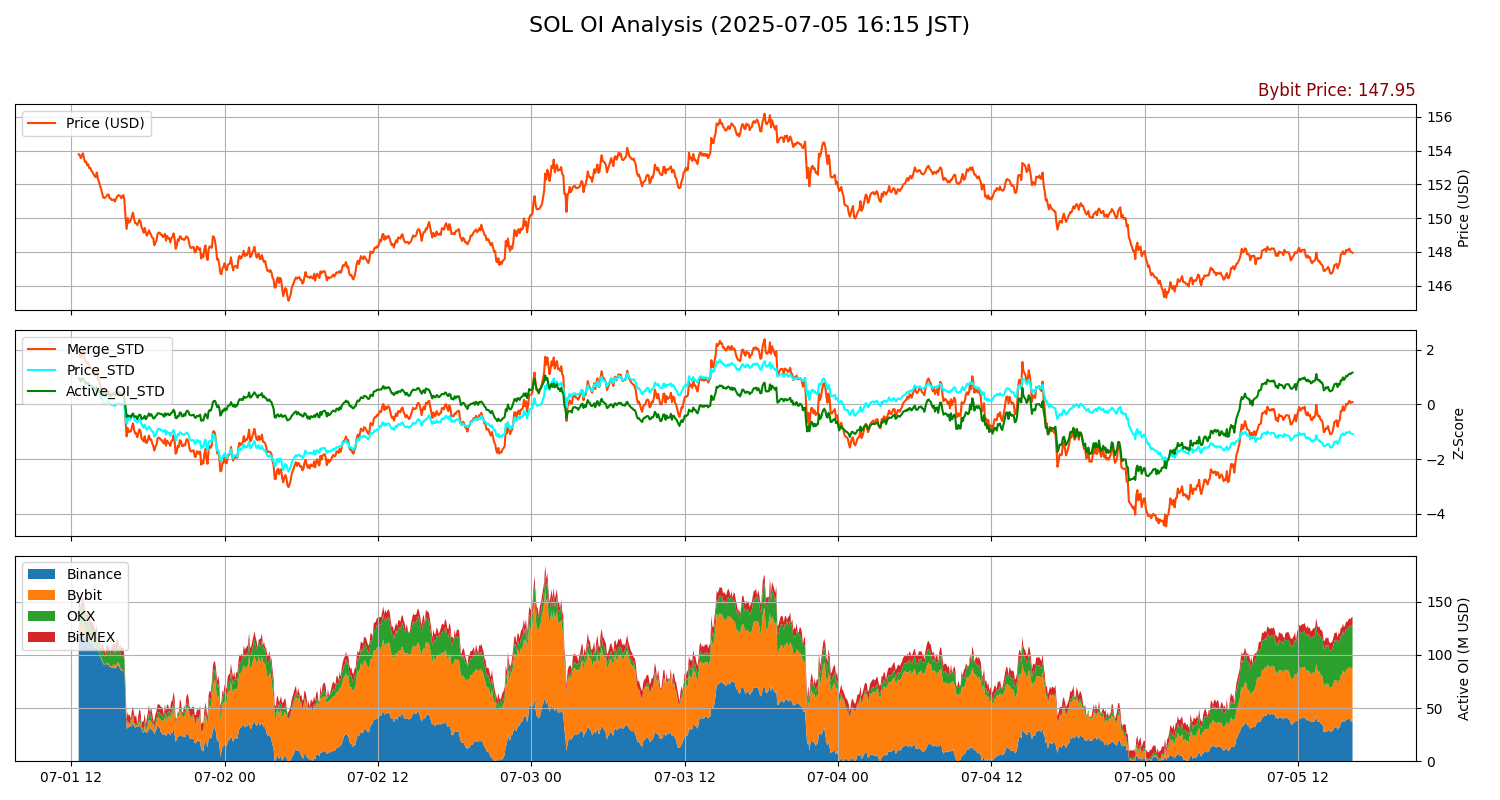 SOL OI Analysis (2025-07-05 16:15 JST)
Bybit Price: 147.95
Price (USD)
156
154
152
150
148
146
Price (USD)
Merge_STD
Price_STD
Active_OI_STD
2
0
−2
−4
Z-Score
Binance
Bybit
OKX
BitMEX
150
100
50
0
Active OI (M USD)
07-01 12
07-02 00
07-02 12
07-03 00
07-03 12
07-04 00
07-04 12
07-05 00
07-05 12